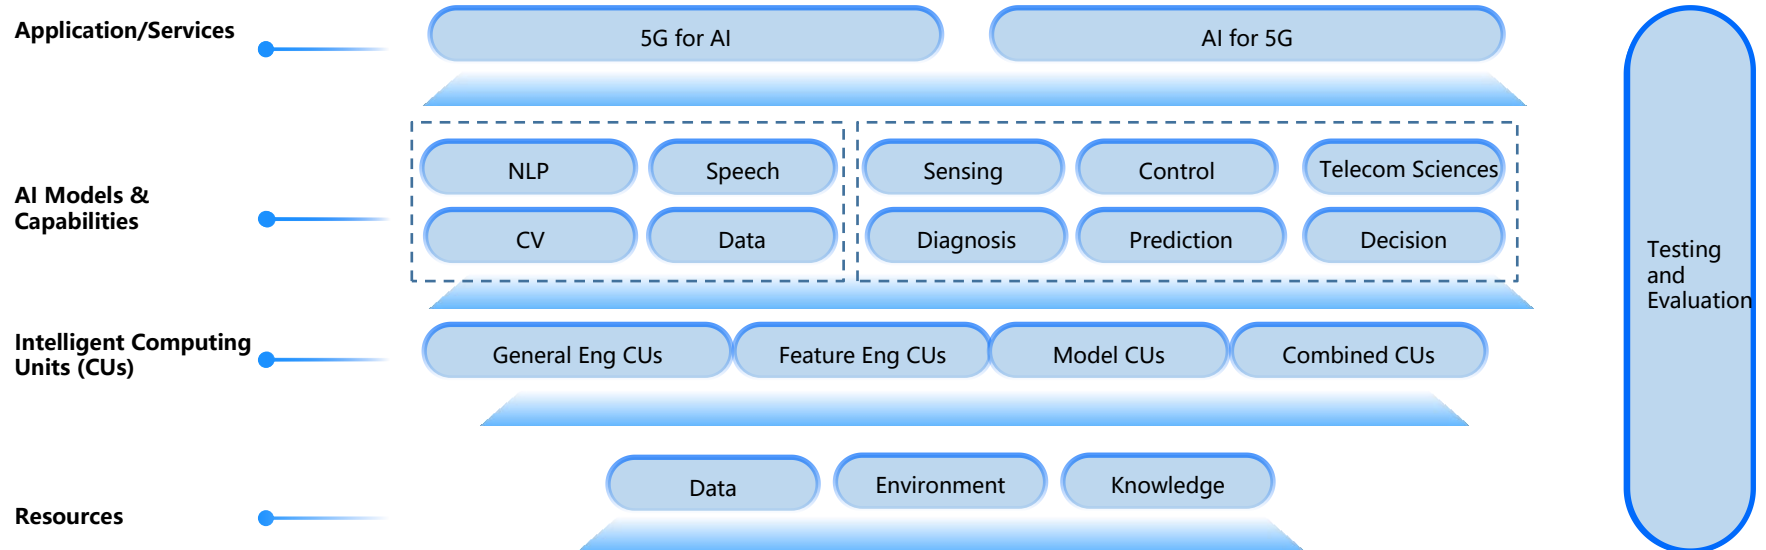 Application/Services
5G for AI
AI for 5G
AI Models &
Capabilities
NLP
Speech
Sensing
Control
Telecom Sciences
CV
Data
Diagnosis
Prediction
Decision
Intelligent Computing
Units (CUs)
General Eng CUs
Feature Eng CUs
Model CUs
Combined CUs
Resources
Data
Environment
Knowledge
Testing
and
Evaluation